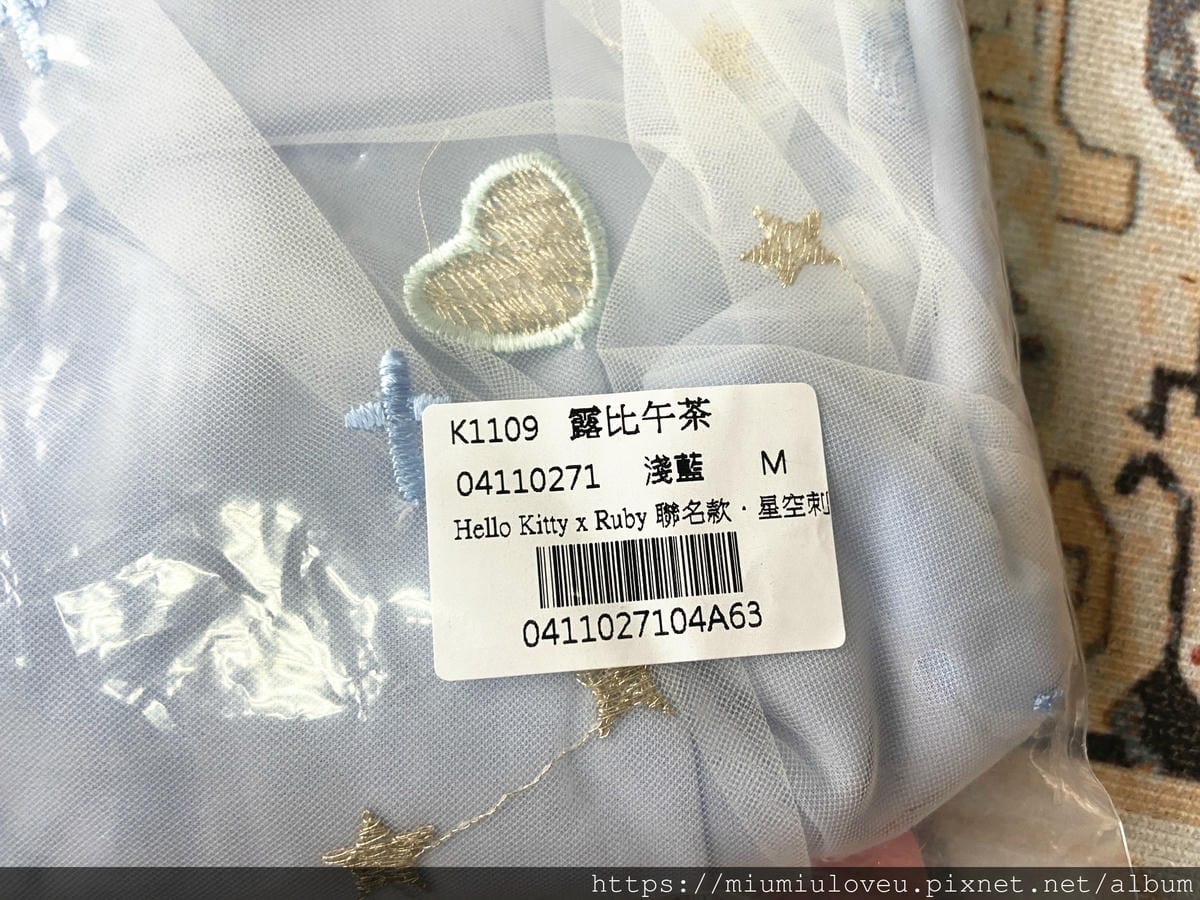 K1109 露比午茶
04110271 淺藍 M
Hello Kitty x Ruby 聯名款・星空刺
0411027104A63
https://miumiuloveu.pixnet.net/album